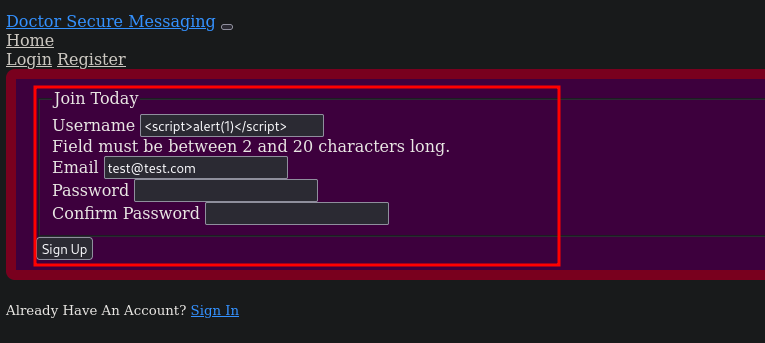 Doctor Secure Messaging
Home
Login Register
Join Today
Username <script>alert(1)</script>
Field must be between 2 and 20 characters long.
Email test@test.com
Password
Confirm Password
Sign Up
Already Have An Account? Sign In